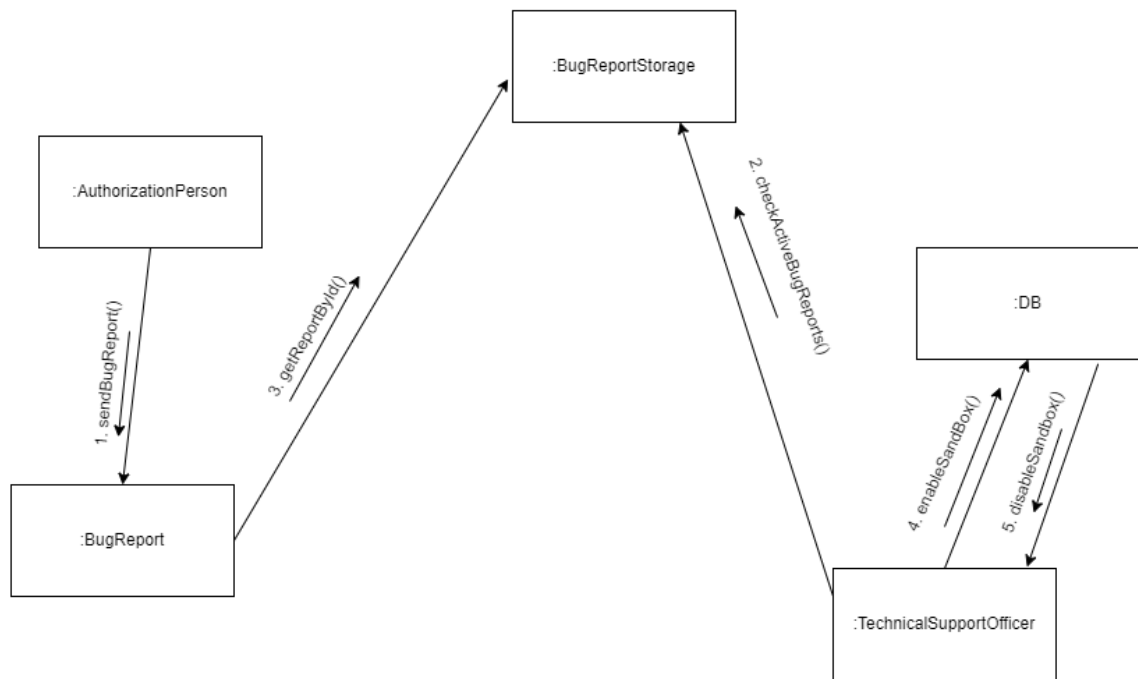 :BugReportStorage
:AuthorizationPerson
2. checkActiveBugReports()
3. getReportById()
:DB
1. sendBugReport()
4. enableSandBox()
5. disableSandbox()
:BugReport
:TechnicalSupportOfficer